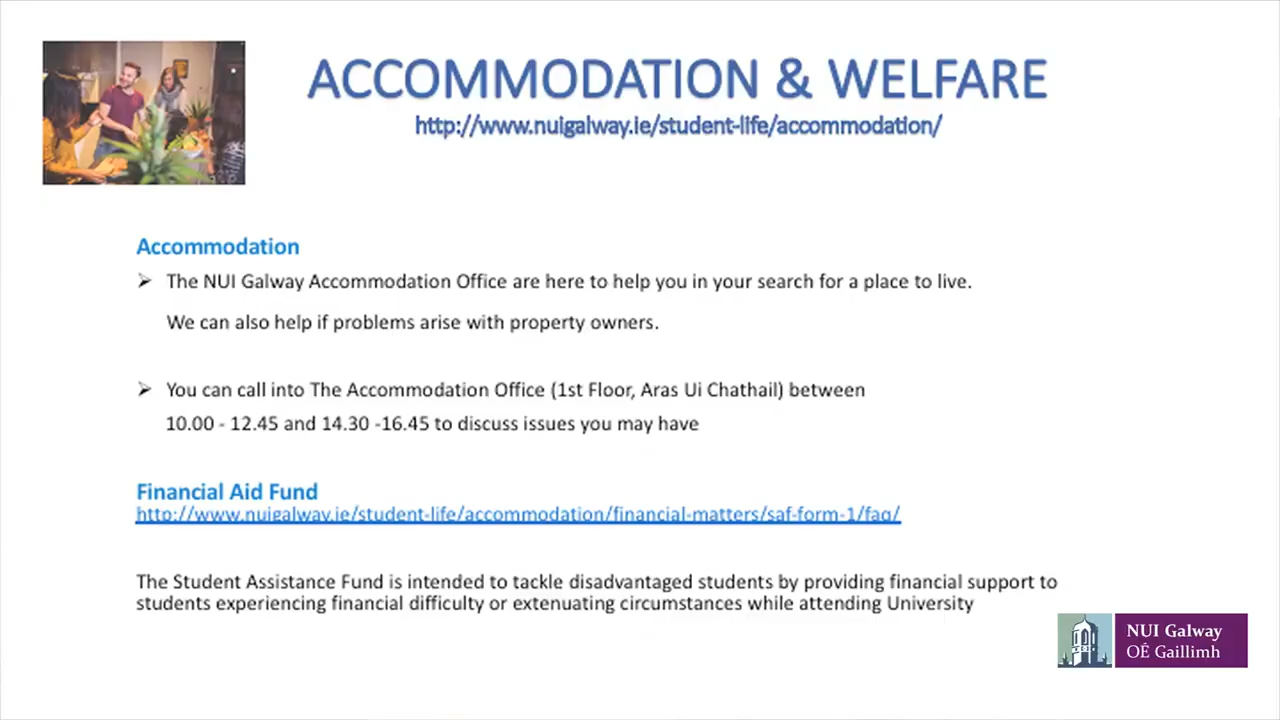 ACCOMMODATION & WELFARE
http://www.nuigalway.ie/student-life/accommodation/
Accommodation
➢ The NUI Galway Accommodation Office are here to help you in your search for a place to live.
We can also help if problems arise with property owners.
➢ You can call into The Accommodation Office (1st Floor, Aras Ui Chathail) between
10.00 - 12.45 and 14.30 -16.45 to discuss issues you may have
Financial Aid Fund
http://www.nuigalway.ie/student-life/accommodation/financial-matters/saf-form-1/faq/
The Student Assistance Fund is intended to tackle disadvantaged students by providing financial support to
students experiencing financial difficulty or extenuating circumstances while attending University
NUI Galway
OÉ Gaillimh